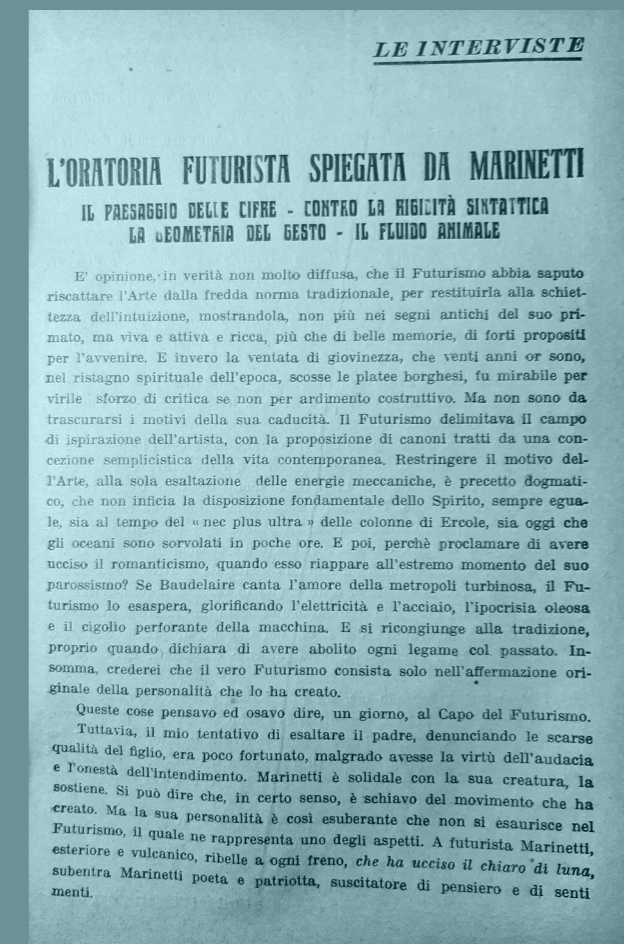 LE INTERVISTE
L'ORATORIA FUTURISTA SPIEGATA DA MARINETTI
IL PAESAGGIO DELLE CIFRE - CONTRO LA RIGIDITÀ SINTATTICA
LA GEOMETRIA DEL GESTO - IL FLUIDO ANIMALE
E' opinione, in verità non molto diffusa, che il Futurismo abbia saputo
riscattare l'Arte dalla fredda norma tradizionale, per restituirla alla schiet-
tezza dell'intuizione, mostrandola, non più nei segni antichi del suo pri-
mato, ma viva e attiva e ricca, più che di belle memorie, di forti propositi
per l'avvenire. E invero la ventata di giovinezza, che venti anni or sono,
nel ristagno spirituale dell'epoca, scosse le platee borghesi, fu mirabile per
virile sforzo di critica se non per ardimento costruttivo. Ma non sono da
trascurarsi i motivi della sua caducità. Il Futurismo delimitava il campo
di ispirazione dell'artista, con la proposizione di canoni tratti da una con-
cezione semplicistica della vita contemporanea. Restringere il motivo del-
l'Arte, alla sola esaltazione delle energie meccaniche, è precetto dogmati-
co, che non inficia la disposizione fondamentale dello Spirito, sempre egua-
le, sia al tempo del « nec plus ultra » delle colonne di Ercole, sia oggi che
gli oceani sono sorvolati in poche ore. E poi, perchè proclamare di avere
ucciso il romanticismo, quando esso riappare all'estremo momento del suo
parossismo? Se Baudelaire canta l'amore della metropoli turbinosa, il Fu-
turismo lo esaspera, glorificando l'elettricità e l'acciaio, l'ipocrisia oleosa
e il cigolio perforante della macchina. E si ricongiunge alla tradizione,
proprio quando dichiara di avere abolito ogni legame col passato. In-
somma, crederei che il vero Futurismo consista solo nell'affermazione ori-
ginale della personalità che lo ha creato.
Queste cose pensavo ed osavo dire, un giorno, al Capo del Futurismo.
Tuttavia, il mio tentativo di esaltare il padre, denunciando le scarse
qualità del figlio, era poco fortunato, malgrado avesse la virtù dell'audacia
e l'onestà dell'intendimento. Marinetti è solidale con la sua creatura, la
sostiene. Si può dire che, in certo senso, è schiavo del movimento che ha
creato. Ma la sua personalità è così esuberante che non si esaurisce nel
Futurismo, il quale ne rappresenta uno degli aspetti. A futurista Marinetti,
esteriore e vulcanico, ribelle a ogni freno, che ha ucciso il chiaro di luna,
subentra Marinetti poeta e patriotta, suscitatore di pensiero e di senti
menti.